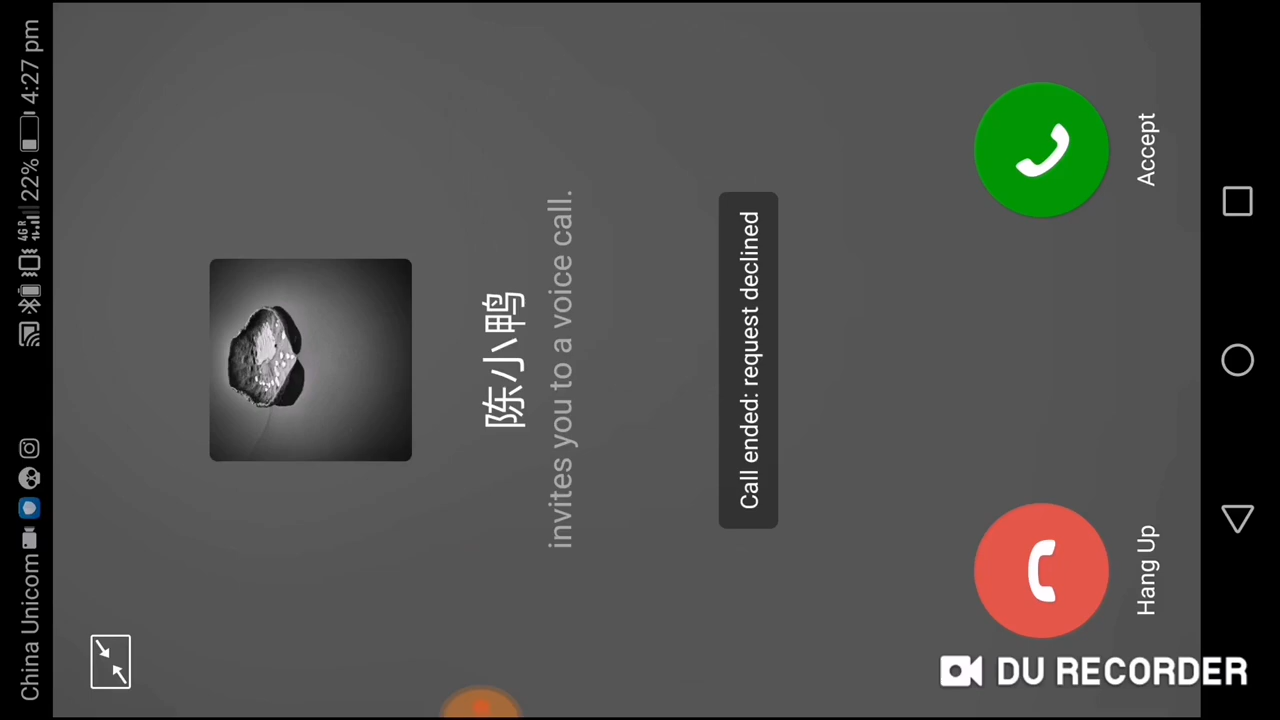 China Unicom 4G R 22% 4:27 pm
陈小鸭
invites you to a voice call.
Call ended: request declined
Hang Up Accept
DU RECORDER